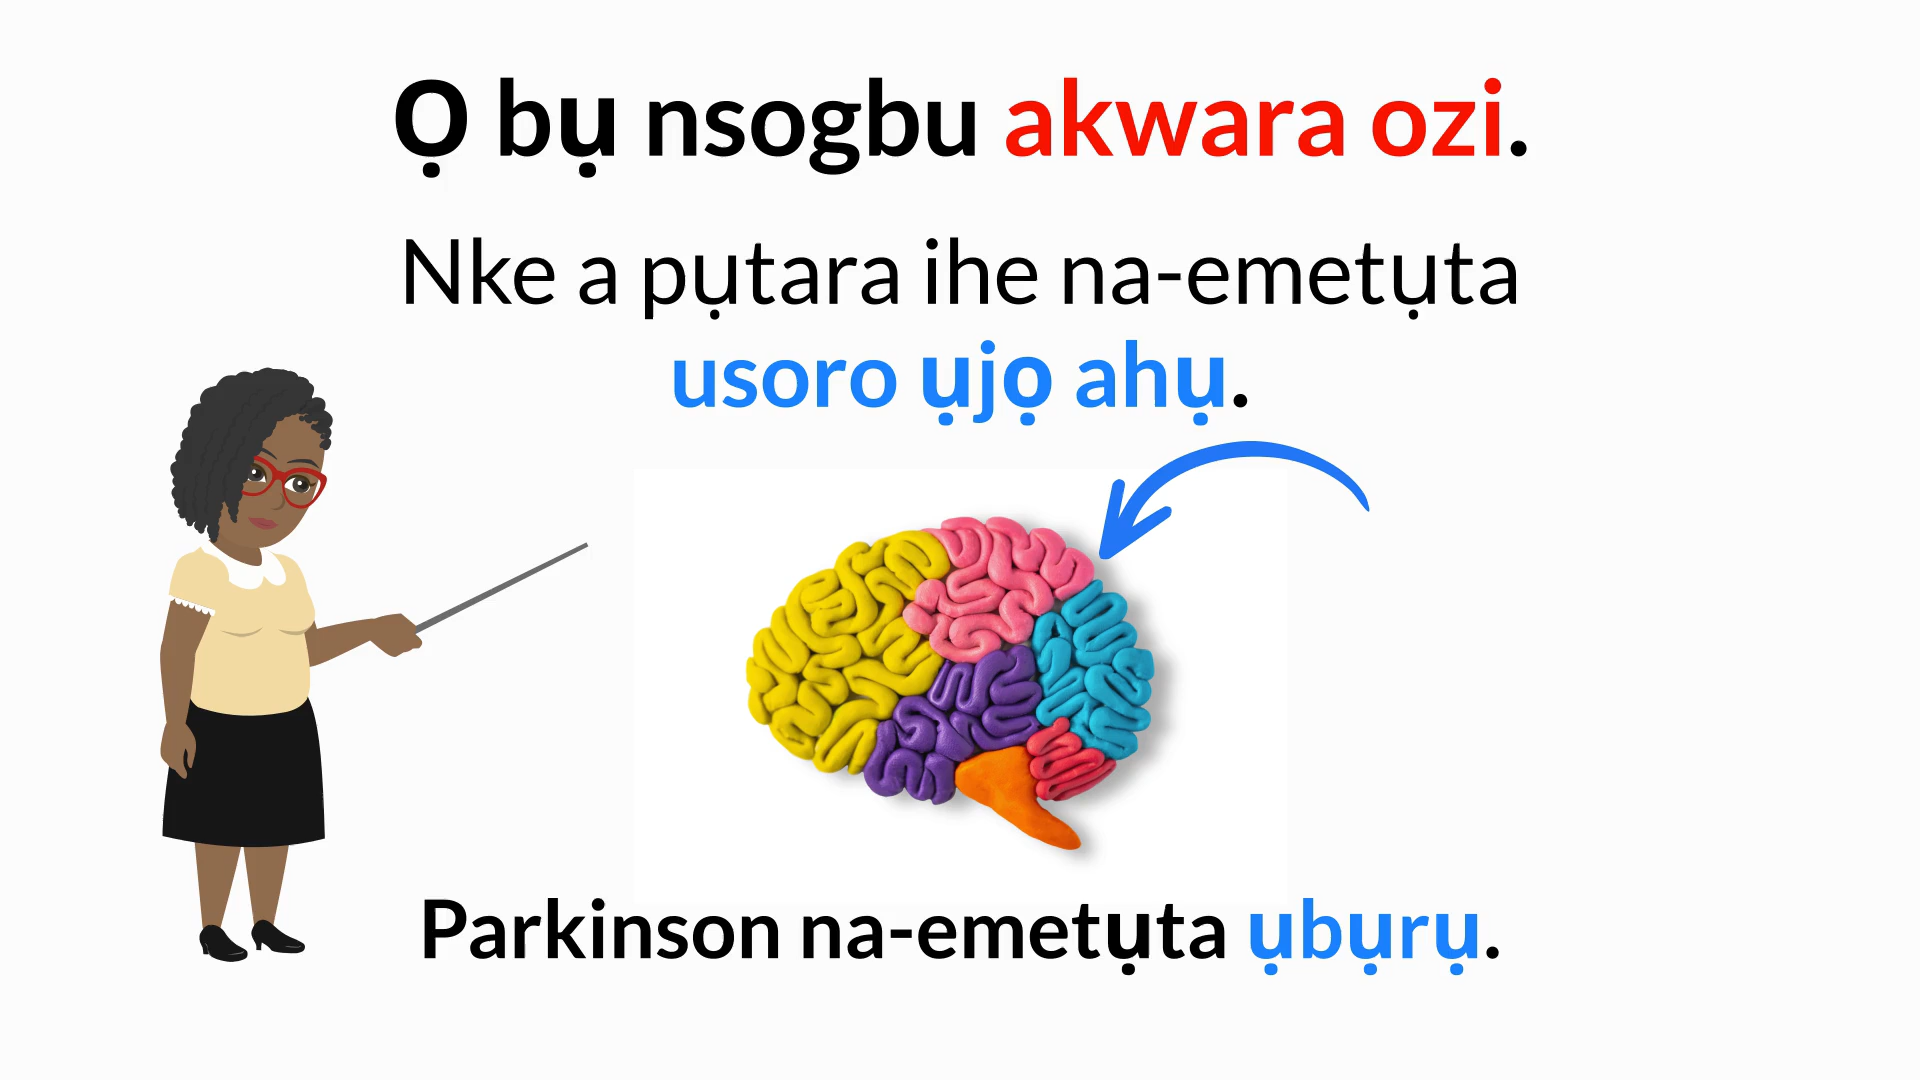 Ọ bụ nsogbu akwara ozi.
Nke a pụtara ihe na-emetụta
usoro ụjọ ahụ.
Parkinson na-emetụta ụbụrụ.